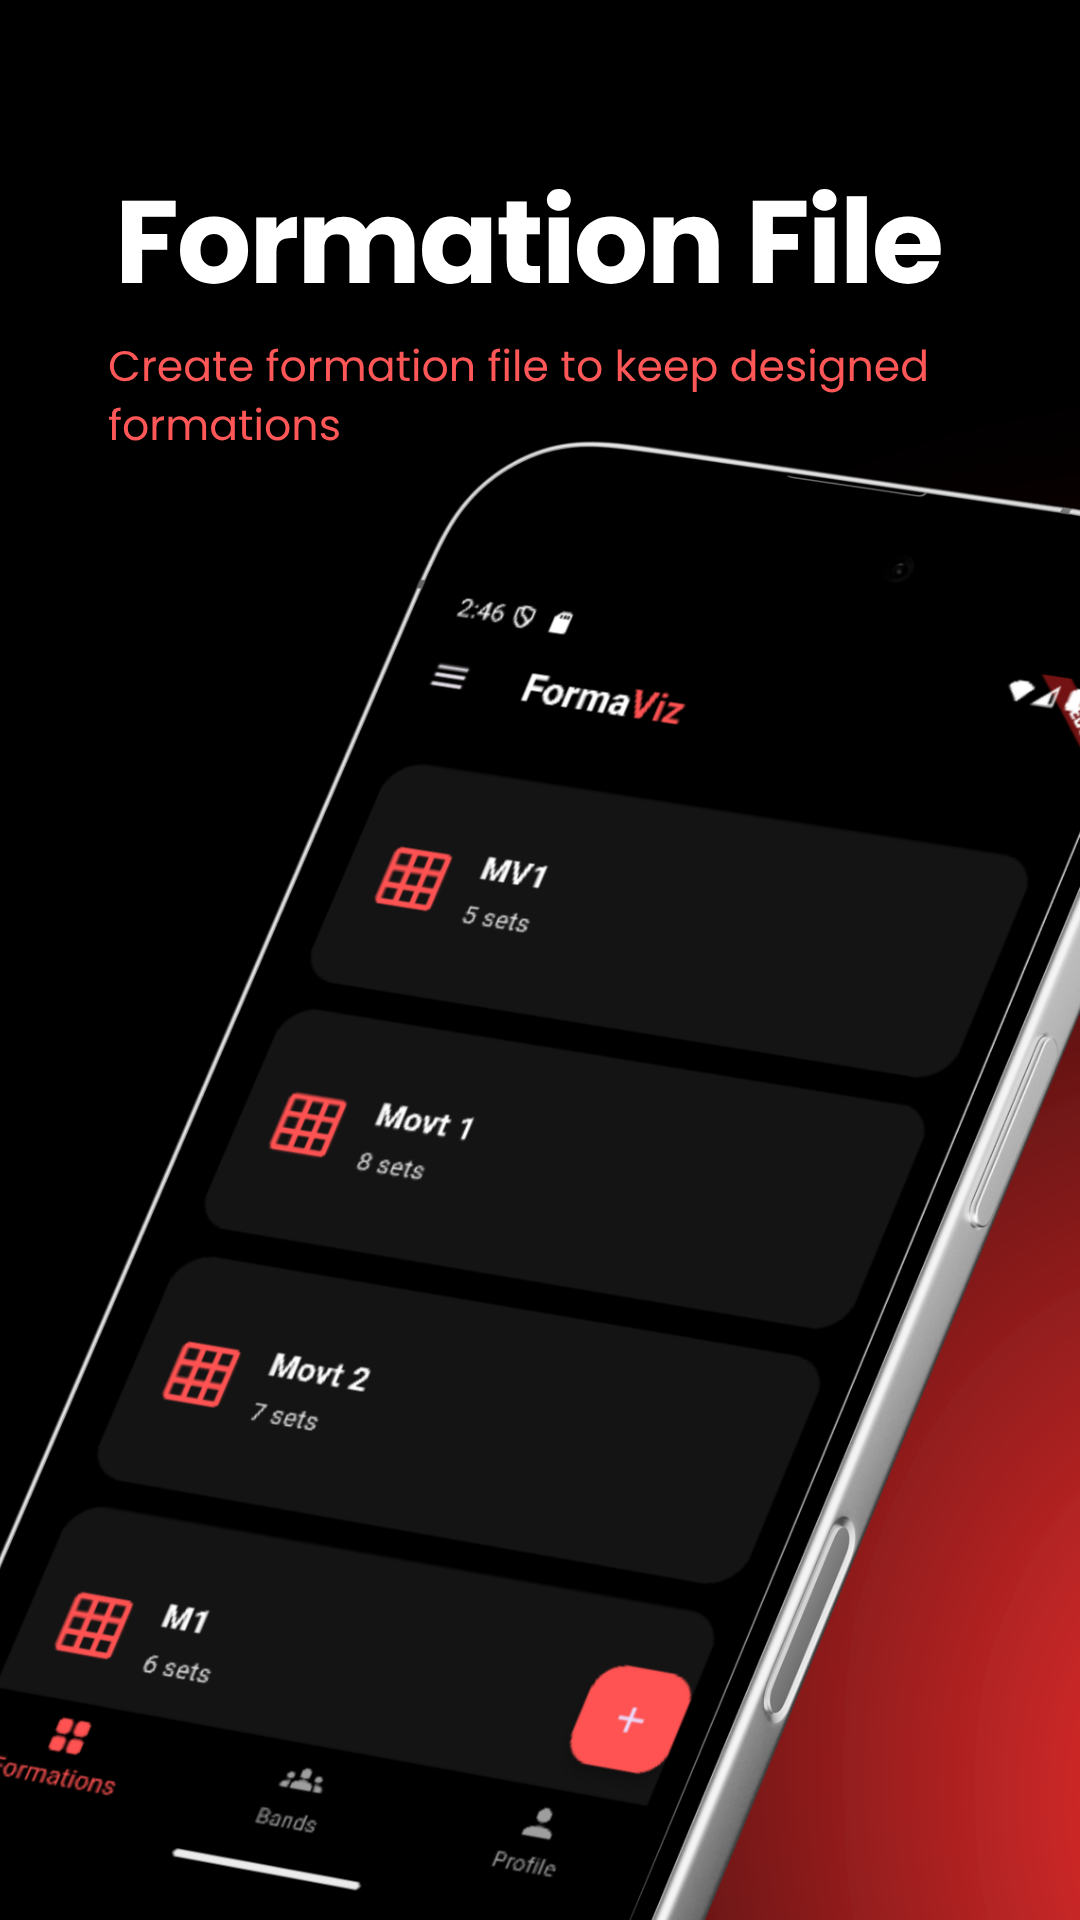 Formation File
Create formation file to keep designed
formations
2:46
FormaViz
MV1
5 sets
Movt 1
8 sets
Movt 2
7 sets
M1
6 sets
+
Formations
Bands
Profile